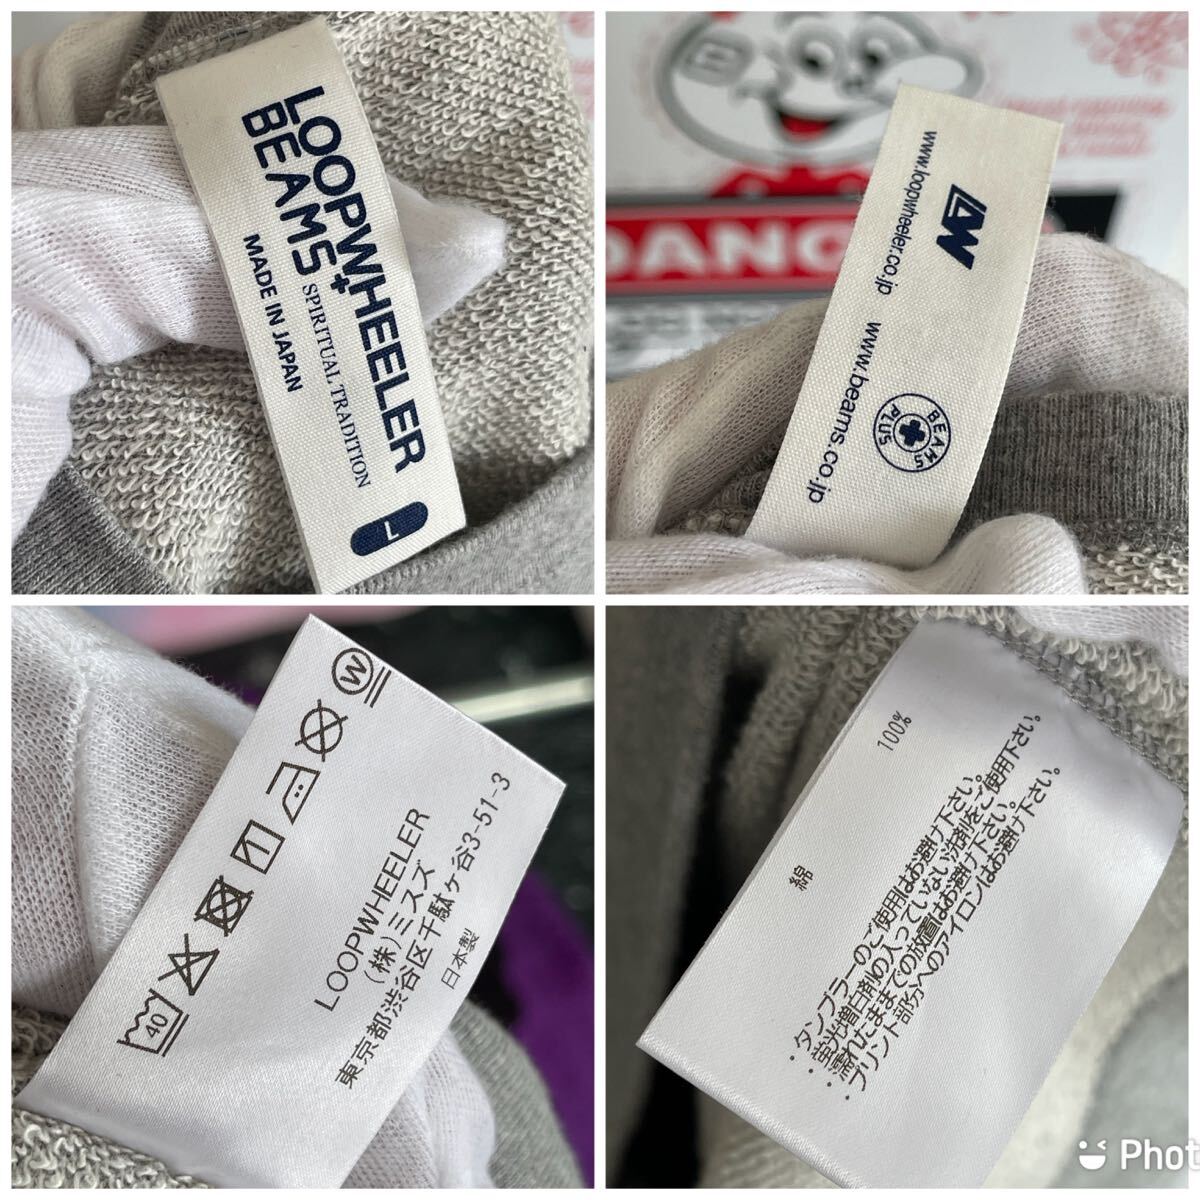 LOOPWHEELER
BEAMS+
SPIRITUAL TRADITION
MADE IN JAPAN
L
LW
www.loopwheeler.co.jp
BEAMS
PLUS
www.beams.co.jp
DANG
W
40
LOOPWHEELER
(株)ミスズ
東京都渋谷区千駄ヶ谷3-51-3
日本製
綿 100%
・タンブラーのご使用はお避け下さい。
・蛍光増白剤の入っていない洗剤をご使用下さい。
・濡れたままでの放置はお避け下さい。
・プリント部分へのアイロンはお避け下さい。
Phot